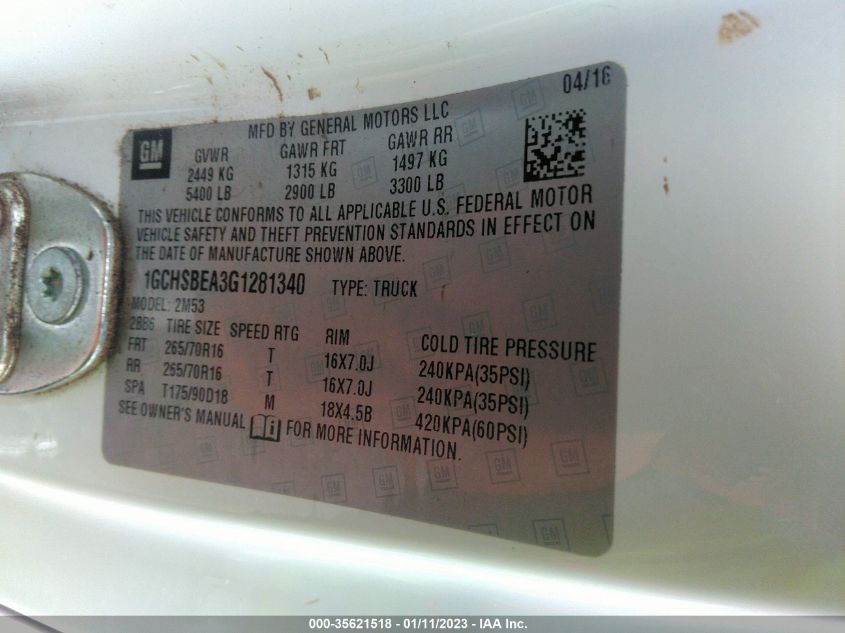 04/16
GM
MFD BY GENERAL MOTORS LLC
GVWR GAWR FRT GAWR RR
2449 KG 1315 KG 1497 KG
5400 LB 2900 LB 3300 LB
THIS VEHICLE CONFORMS TO ALL APPLICABLE U.S. FEDERAL MOTOR
VEHICLE SAFETY AND THEFT PREVENTION STANDARDS IN EFFECT ON
THE DATE OF MANUFACTURE SHOWN ABOVE.
1GCHSBEA3G1281340 TYPE: TRUCK
MODEL: 2M53
2BB6 TIRE SIZE SPEED RTG RIM COLD TIRE PRESSURE
FRT 265/70R16 T 16X7.0J 240KPA(35PSI)
RR 265/70R16 T 16X7.0J 240KPA(35PSI)
SPA T175/90D18 M 18X4.5B 420KPA(60PSI)
SEE OWNER'S MANUAL FOR MORE INFORMATION.
000-35621518 - 01/11/2023 - IAA Inc.